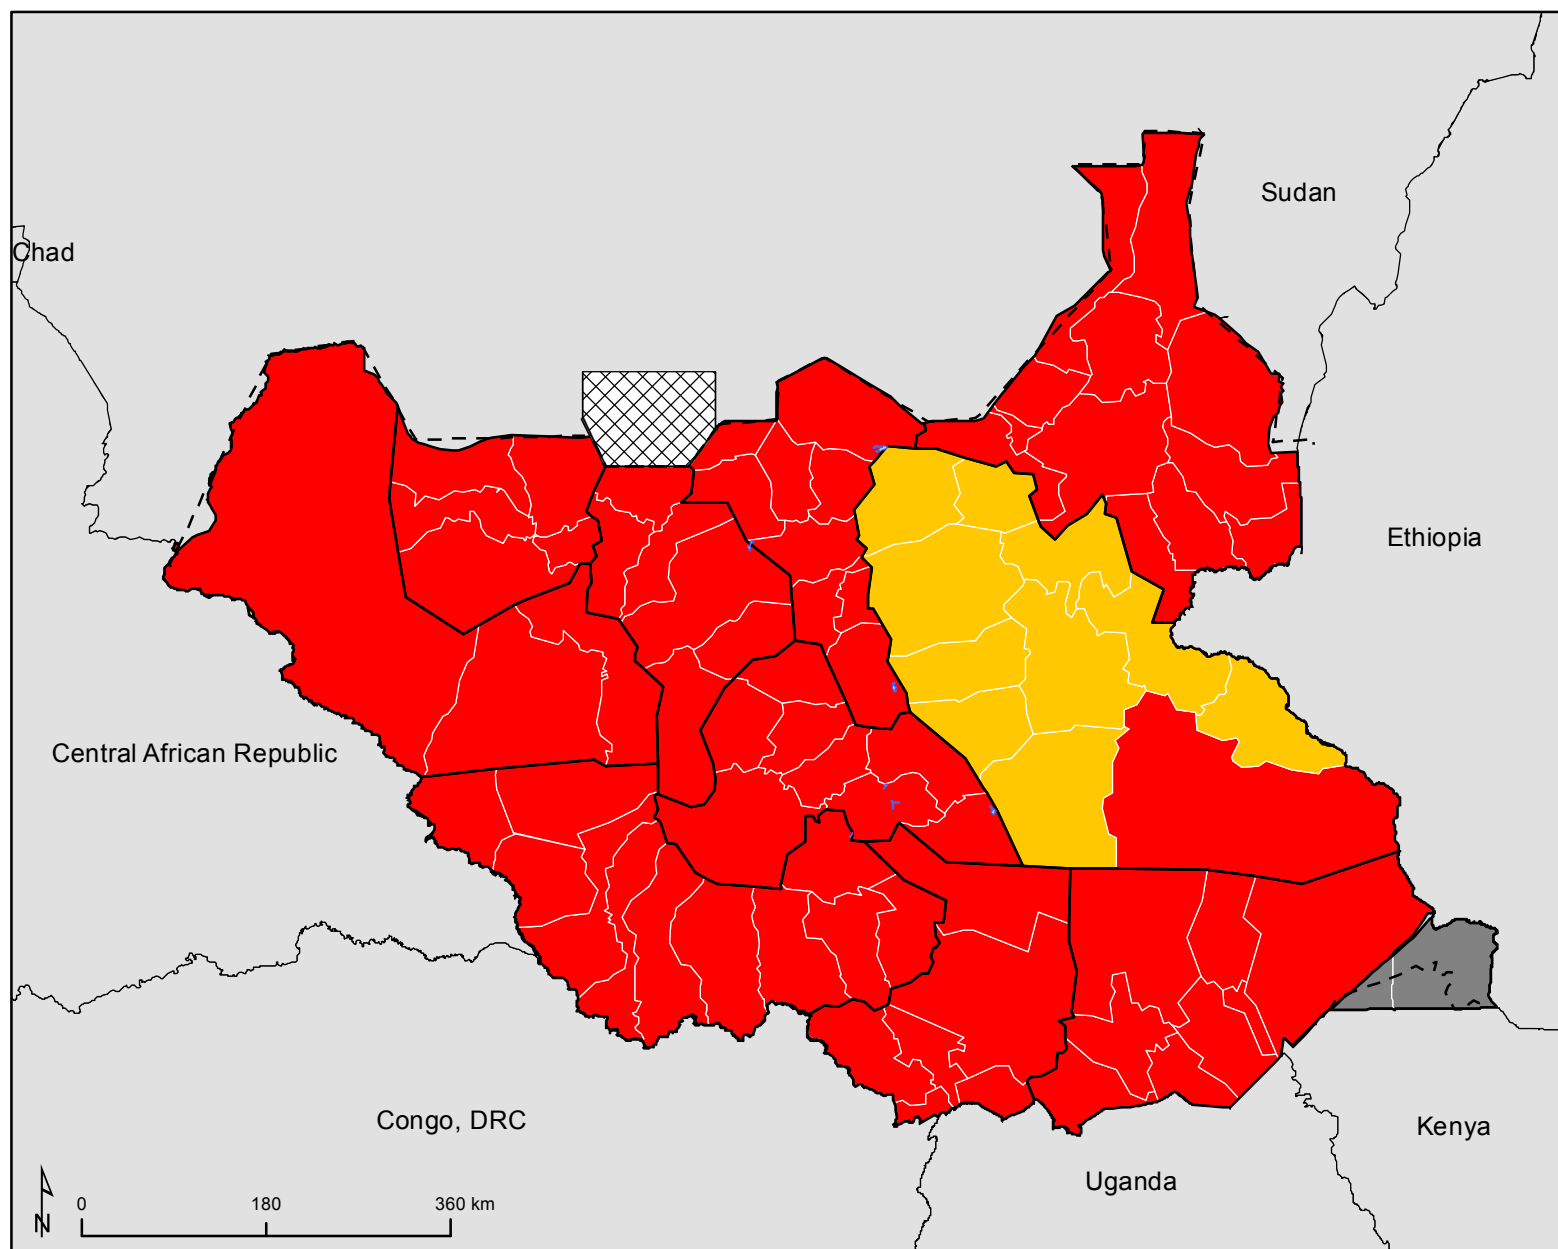 Sudan
Chad
Ethiopia
Central African Republic
Congo, DRC
Kenya
Uganda
N
0 180 360 km